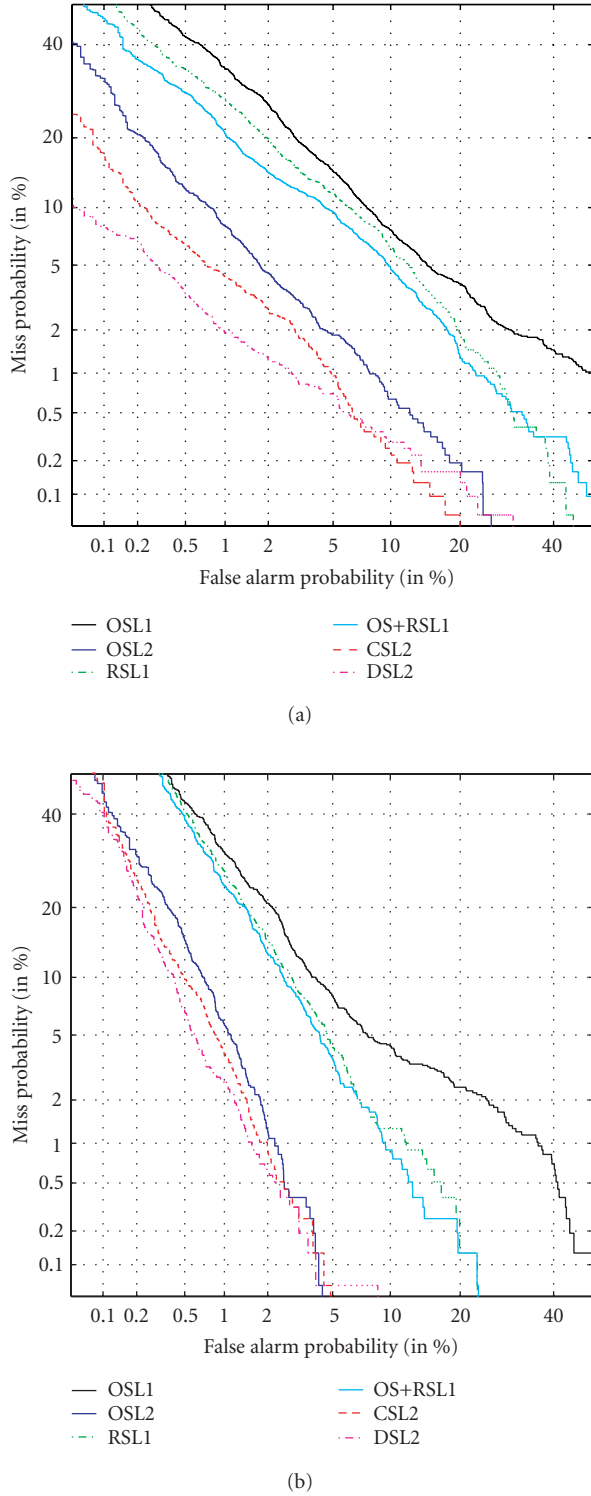 40
20
10
5
2
1
0.5
0.2
0.1
Miss probability (in %)
0.1 0.2 0.5 1 2 5 10 20 40
False alarm probability (in %)
OSL1 OS+RSL1
OSL2 CSL2
RSL1 DSL2
(a)
40
20
10
5
2
1
0.5
0.2
0.1
Miss probability (in %)
0.1 0.2 0.5 1 2 5 10 20 40
False alarm probability (in %)
OSL1 OS+RSL1
OSL2 CSL2
RSL1 DSL2
(b)